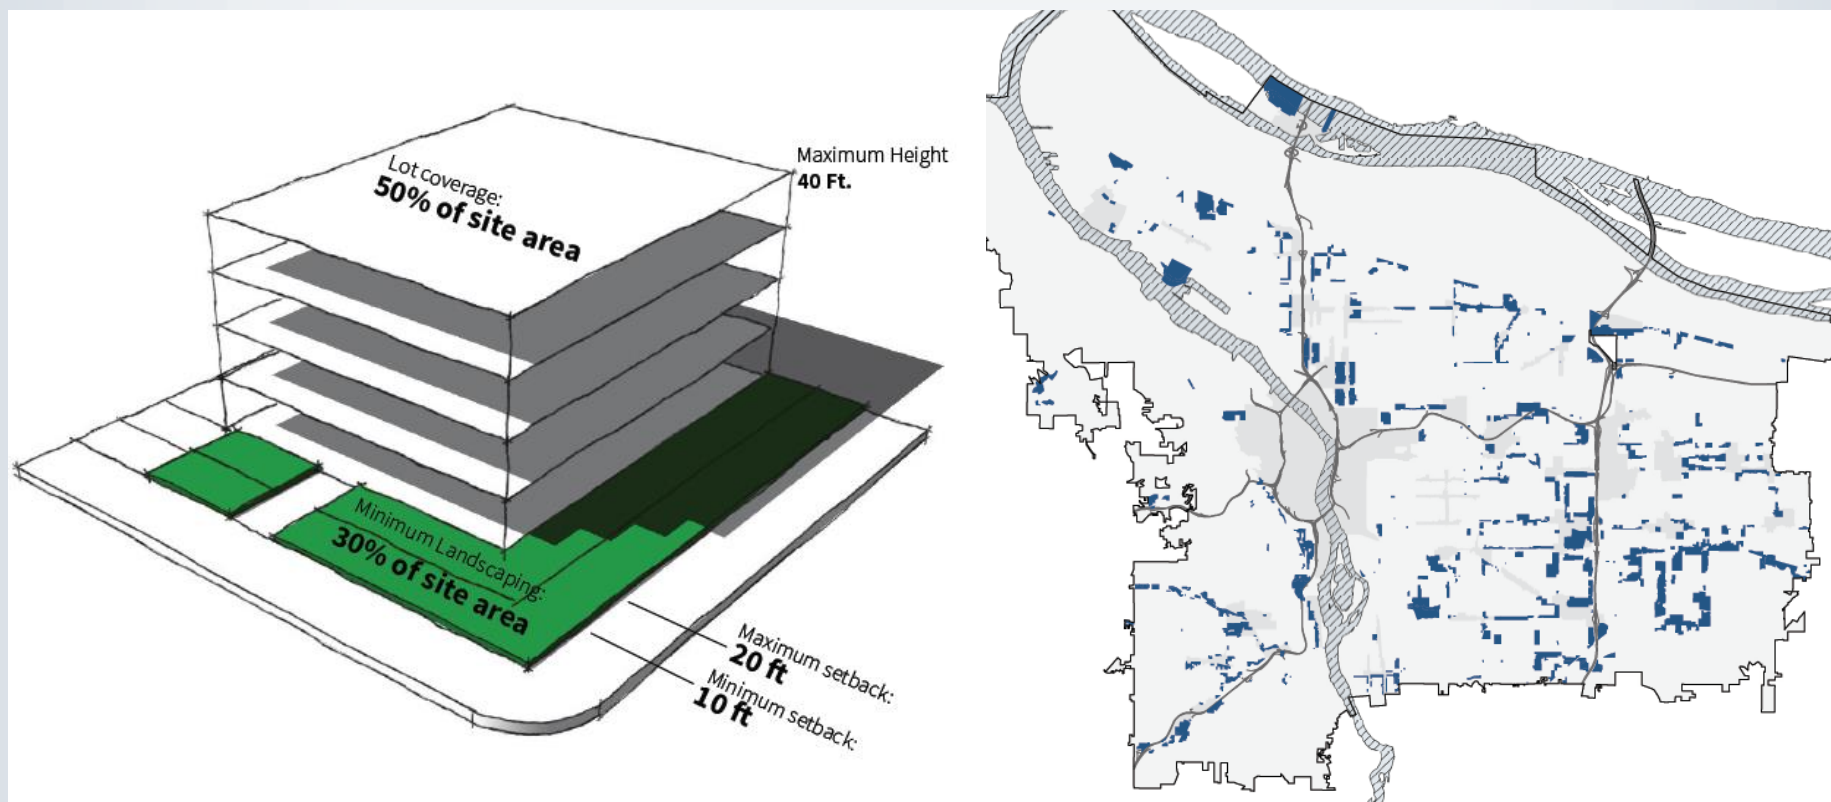 Lot coverage:
50% of site area
Maximum Height
40 Ft.
Minimum Landscaping:
30% of site area
Maximum setback:
20 ft
Minimum setback:
10 ft